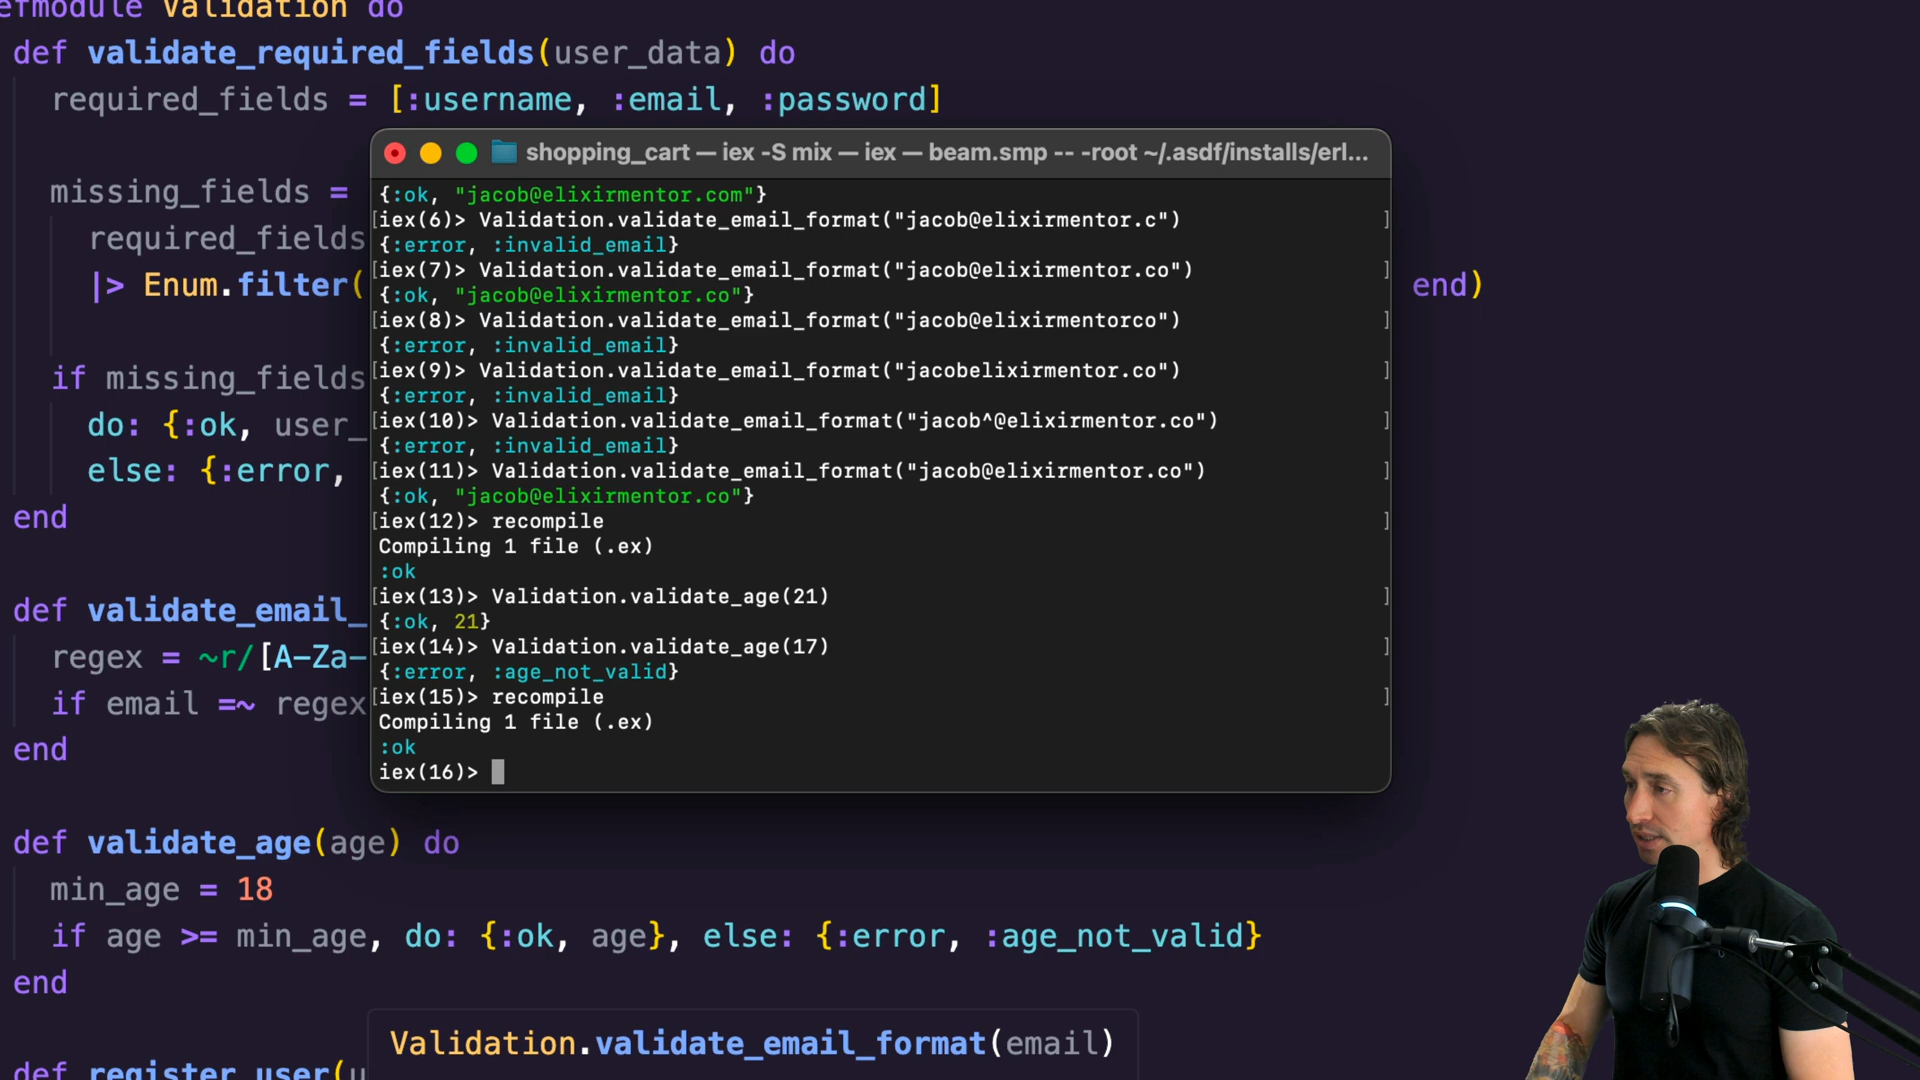 efmodule Validation do
def validate_required_fields(user_data) do
required_fields = [:username, :email, :password]
missing_fields =
required_fields
|> Enum.filter( end)
if missing_fields
do: {:ok, user_
else: {:error,
end
def validate_email_
regex = ~r/[A-Za-
if email =~ regex
end
def validate_age(age) do
min_age = 18
if age >= min_age, do: {:ok, age}, else: {:error, :age_not_valid}
end
def register_user(u
Validation.validate_email_format(email)
shopping_cart — iex -S mix — iex — beam.smp -- -root ~/.asdf/installs/erl...
{:ok, "jacob@elixirmentor.com"}
[iex(6)> Validation.validate_email_format("jacob@elixirmentor.c") ]
{:error, :invalid_email}
[iex(7)> Validation.validate_email_format("jacob@elixirmentor.co") ]
{:ok, "jacob@elixirmentor.co"}
[iex(8)> Validation.validate_email_format("jacob@elixirmentorco") ]
{:error, :invalid_email}
[iex(9)> Validation.validate_email_format("jacobelixirmentor.co") ]
{:error, :invalid_email}
[iex(10)> Validation.validate_email_format("jacob^@elixirmentor.co") ]
{:error, :invalid_email}
[iex(11)> Validation.validate_email_format("jacob@elixirmentor.co") ]
{:ok, "jacob@elixirmentor.co"}
[iex(12)> recompile ]
Compiling 1 file (.ex)
:ok
[iex(13)> Validation.validate_age(21) ]
{:ok, 21}
[iex(14)> Validation.validate_age(17) ]
{:error, :age_not_valid}
[iex(15)> recompile ]
Compiling 1 file (.ex)
:ok
iex(16)>